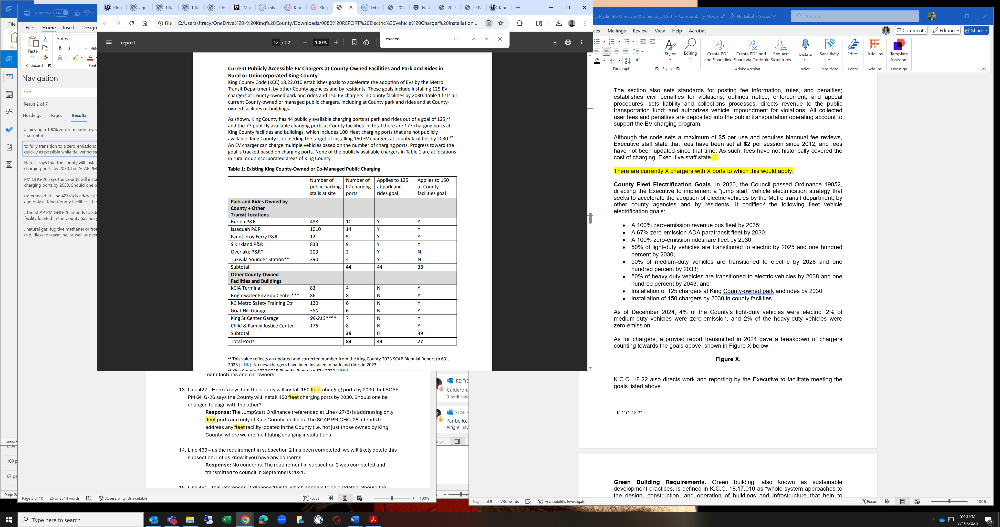 King
aqua
Title
Title
Title
iMa
mkc
King
King
Extre
2024
New
2025
SEPA
King
File
C:/Users/Jtracy/OneDrive%20-%20King%20County/Downloads/0080%20REPORT%20Electric%20Vehicle%20Charger%20Installation...
exceed 2/2
report
12 / 22
100%
AutoSave On
File Home Insert Design
Paste
Aptos
B I U ab
Clipboard
Font
Navigation
fleet
Result 2 of 7
Headings Pages Results
achieving a 100% zero-emission rever
that date?
to fully transition to a zero-emissions
quickly as possible while delivering sa
Here is says that the county will instal
charging ports by 2030, but SCAP PM
PM GHG-26 says the County will insta
charging ports by 2030. Should one b
(referenced at Line 427/8) is addressin
and only at King County facilities. The
. The SCAP PM GHG-26 intends to ad
facility located in the County (i.e. not j
. natural gas, fugitive methane) or fro
(e.g. diesel or gasoline, as well as over
Current Publicly Accessible EV Chargers at County-Owned Facilities and Park and Rides in
Rural or Unincorporated King County
King County Code (KCC) 18.22.010 establishes goals to accelerate the adoption of EVs by the Metro
Transit Department, by other County agencies and by residents. These goals include installing 125 EV
chargers at County-owned park and rides and 150 EV chargers in County facilities by 2030. Table 1 lists all
current County-owned or managed public chargers, including at County park and rides and at County-
owned facilities or buildings.
As shown, King County has 44 publicly available charging ports at park and rides out of a goal of 125,21
and the 77 publicly available charging ports at County facilities. In total there are 177 charging ports at
King County facilities and buildings, which includes 100 fleet charging ports that are not publicly
available. King County is exceeding the target of installing 150 EV chargers at county facilities by 2030.22
An EV charger can charge multiple vehicles based on the number of charging ports. Progress toward the
goal is tracked based on charging ports. None of the publicly available chargers in Table 1 are at locations
in rural or unincorporated areas of King County.
Table 1: Existing King County-Owned or Co-Managed Public Charging
Number of public parking stalls at site | Number of L2 charging ports | Applies to 125 at park and rides goal | Applies to 150 at County facilities goal
Park and Rides Owned by County + Other Transit Locations
Burien P&R 488 10 Y Y
Issaquah P&R 1010 14 Y Y
Fauntleroy Ferry P&R 12 5 Y Y
S Kirkland P&R 833 9 Y Y
Overlake P&R* 203 2 Y N
Tukwila Sounder Station** 390 4 Y N
Subtotal 44 44 38
Other County-Owned Facilities and Buildings
KCIA Terminal 83 4 N Y
Brightwater Env Edu Center*** 86 8 N Y
KC Metro Safety Training Ctr 120 6 N Y
Goat Hill Garage 580 6 N Y
King St Center Garage 99-210**** 7 N Y
Child & Family Justice Center 176 8 N Y
Subtotal 39 0 39
Total Ports 83 44 77
21 This value reflects an updated and corrected number from the King County 2023 SCAP Biennial Report (p 63),
2023 [LINK]. No new chargers have been installed in park and rides in 2023.
22 King County 2023 SCAP Biennial Report (p 63), 2023 [LINK]
manufactures and car owners.
13. Line 427 – Here is says that the county will install 150 fleet charging ports by 2030, but SCAP
PM GHG-26 says the County will install 450 fleet charging ports by 2030. Should one be
changed to align with the other?
Response: The JumpStart Ordinance (referenced at Line 427/8) is addressing only
fleet ports and only at King County facilities. The SCAP PM GHG-26 intends to
address any fleet facility located in the County (i.e. not just those owned by King
County) where we are facilitating charging installations.
14. Line 433 – as the requirement in subsection 2 has been completed, we will likely delete this
subsection. Let us know if you have any concerns.
Response: No concerns. The requirement in subsection 2 was completed and
transmitted to council in Septembers 2021.
15. Line 461 – this references Ordinance 16804, which appears to be outdated. Should the
Page 5 of 10 25 of 3514 words Accessibility: Unavailable Focus 100%
File
Past
Items: 3
2 perc
100 p
67 pe
Page 28
RE: TrE
Calderon,
3 notificatio
SCAP S
Paribello,
Alright, hav
ange
4_SR_Climate Omnibus Ordinance_DRAFT - Compatibility Mode No Label • Saved
Search
ces Mailings Review View Help Acrobat
Comments Editing Share
Styles
Editing
Create PDF and Share link
Create PDF and Share via Outlook
Request Signatures
Dictate
Sensitivity
Editor
Add-ins
Template Assistant
Paragraph Styles Adobe Acrobat Voice Sensitivity Editor Add-ins Docusign
The section also sets standards for posting fee information, rules, and penalties;
establishes civil penalties for violations; outlines notice, enforcement, and appeal
procedures; sets liability and collections processes; directs revenue to the public
transportation fund; and authorizes vehicle impoundment for violations. All collected
user fees and penalties are deposited into the public transportation operating account to
support the EV charging program.
Although the code sets a maximum of $5 per use and requires biannual fee reviews,
Executive staff state that fees have been set at $2 per session since 2012, and fees
have not been updated since that time. As such, fees have not historically covered the
cost of charging. Executive staff state…
There are currently X chargers with X ports to which this would apply.
County Fleet Electrification Goals. In 2020, the Council passed Ordinance 19052,
directing the Executive to implement a “jump start” vehicle electrification strategy that
seeks to accelerate the adoption of electric vehicles by the Metro transit department, by
other county agencies and by residents. It codified3 the following fleet vehicle
electrification goals:
• A 100% zero-emission revenue bus fleet by 2035;
• A 67% zero-emission ADA paratransit fleet by 2030;
• A 100% zero-emission rideshare fleet by 2030;
• 50% of light-duty vehicles are transitioned to electric by 2025 and one hundred
percent by 2030;
• 50% of medium-duty vehicles are transitioned to electric by 2028 and one
hundred percent by 2033;
• 50% of heavy-duty vehicles are transitioned to electric vehicles by 2038 and one
hundred percent by 2043; and
• Installation of 125 chargers at King County-owned park and rides by 2030;
• Installation of 150 chargers by 2030 in county facilities.
As of December 2024, 4% of the County’s light-duty vehicles were electric, 2% of
medium-duty vehicles were zero-emission, and 2% of the heavy-duty vehicles were
zero-emission.
As for chargers, a proviso report transmitted in 2024 gave a breakdown of chargers
counting towards the goals above, shown in Figure X below.
Figure X.
K.C.C. 18.22 also directs work and reporting by the Executive to facilitate meeting the
goals listed above.
3 K.C.C. 18.22.
Green Building Requirements. Green building, also known as sustainable
development practices, is defined in K.C.C. 18.17.010 as “whole system approaches to
the design, construction, and operation of buildings and infrastructure that help to
Page 2 of 9 2736 words Accessibility: Investigate Focus 100%
Type here to search
zoom
5:40 PM
7/16/2025
21